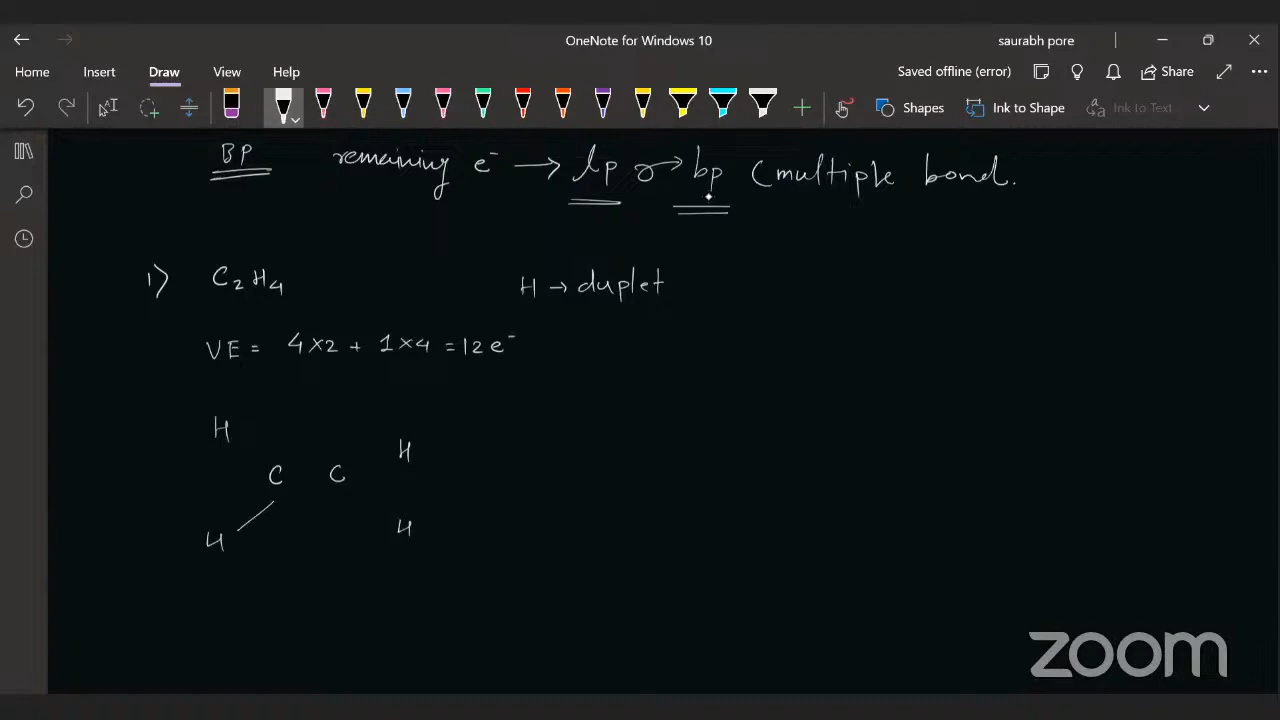 OneNote for Windows 10
saurabh pore
Home Insert Draw View Help
Saved offline (error)
Share
Shapes
Ink to Shape
Ink to Text
BP remaining e⁻ → lp or → bp (multiple bond.
1) C₂H₄ H → duplet
VE = 4×2 + 1×4 = 12e⁻
H
H
C C
H
H
zoom